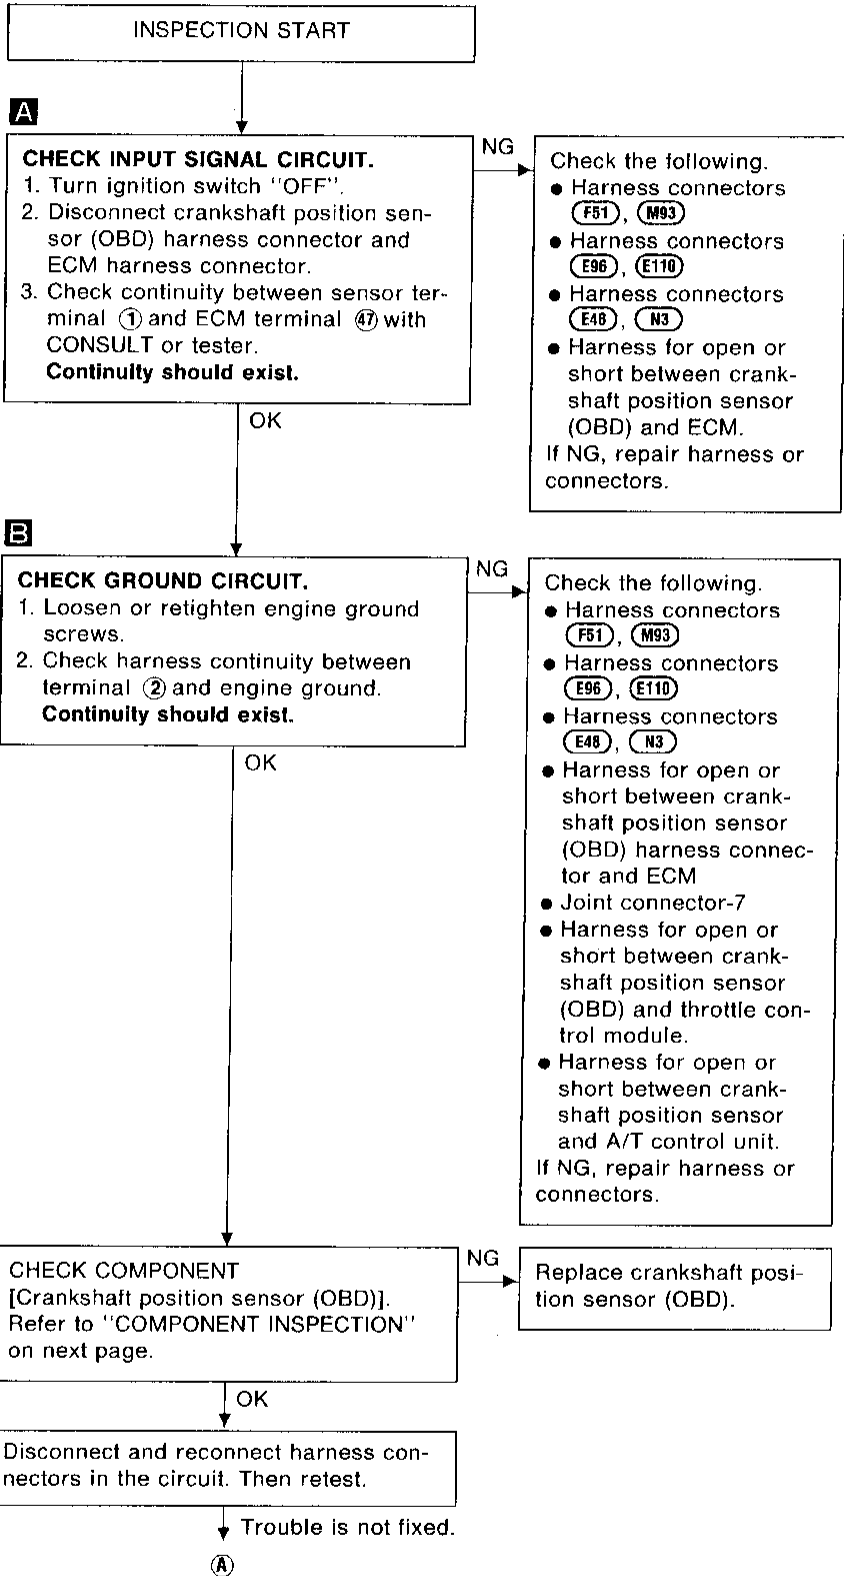 INSPECTION START
A
CHECK INPUT SIGNAL CIRCUIT.
1. Turn ignition switch "OFF".
2. Disconnect crankshaft position sen-
sor (OBD) harness connector and
ECM harness connector.
3. Check continuity between sensor ter-
minal ① and ECM terminal ㊼ with
CONSULT or tester.
Continuity should exist.
NG
Check the following.
● Harness connectors
F51, M93
● Harness connectors
E96, E110
● Harness connectors
E48, N3
● Harness for open or
short between crank-
shaft position sensor
(OBD) and ECM.
If NG, repair harness or
connectors.
OK
B
CHECK GROUND CIRCUIT.
1. Loosen or retighten engine ground
screws.
2. Check harness continuity between
terminal ② and engine ground.
Continuity should exist.
NG
Check the following.
● Harness connectors
F51, M93
● Harness connectors
E96, E110
● Harness connectors
E48, N3
● Harness for open or
short between crank-
shaft position sensor
(OBD) harness connec-
tor and ECM
● Joint connector-7
● Harness for open or
short between crank-
shaft position sensor
(OBD) and throttle con-
trol module.
● Harness for open or
short between crank-
shaft position sensor
and A/T control unit.
If NG, repair harness or
connectors.
OK
CHECK COMPONENT
[Crankshaft position sensor (OBD)].
Refer to "COMPONENT INSPECTION"
on next page.
NG
Replace crankshaft posi-
tion sensor (OBD).
OK
Disconnect and reconnect harness con-
nectors in the circuit. Then retest.
Trouble is not fixed.
Ⓐ